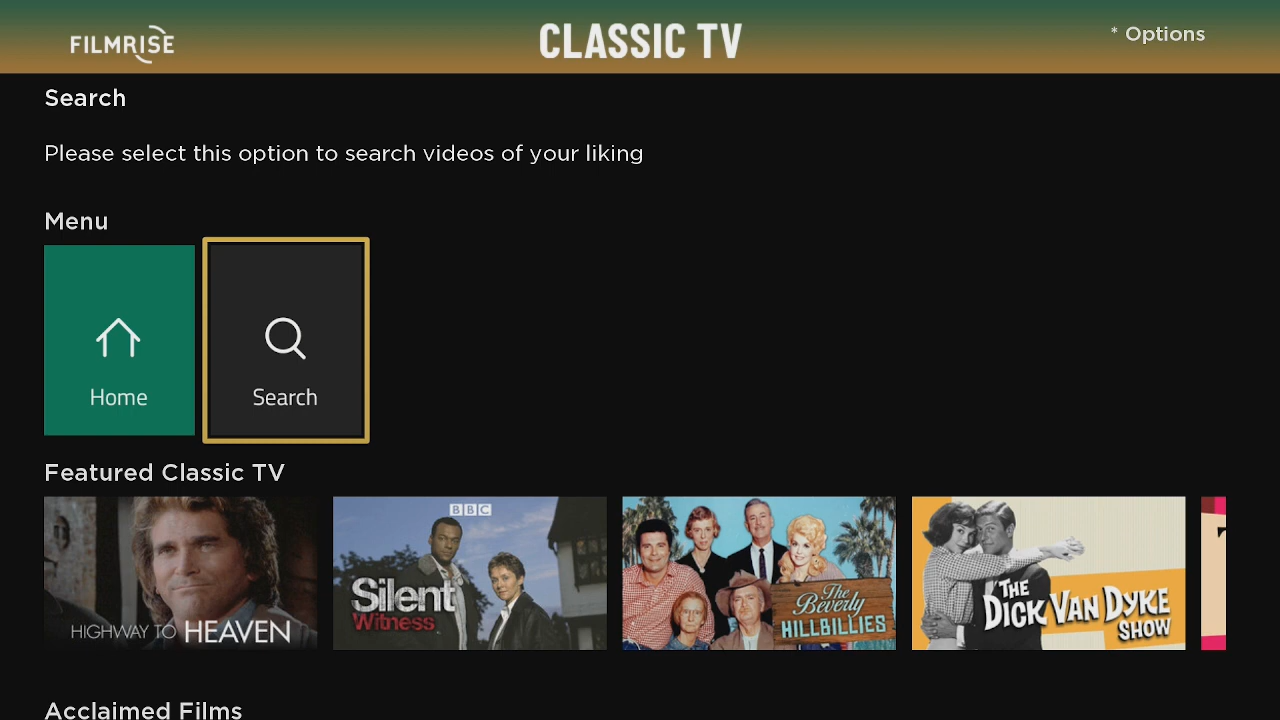 FILMRISE
CLASSIC TV
* Options
Search
Please select this option to search videos of your liking
Menu
Home
Search
Featured Classic TV
HIGHWAY TO HEAVEN
BBC
Silent
Witness
The
Beverly
HILLBILLIES
THE
DICK VAN DYKE
SHOW
Acclaimed Films